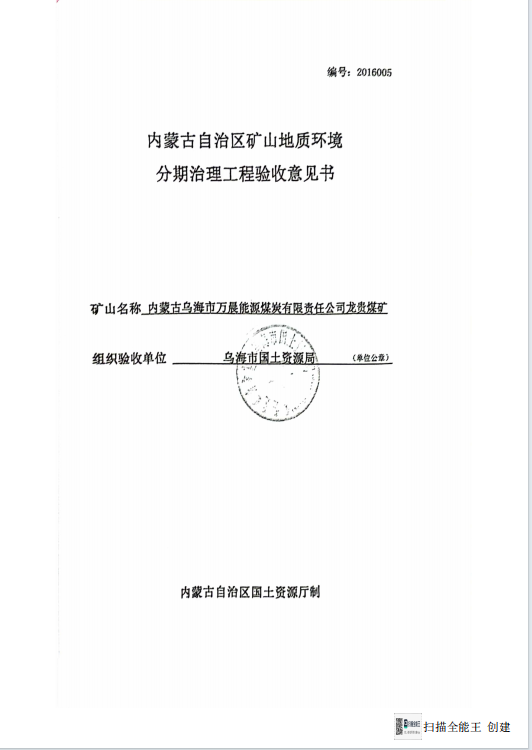 编号：2016005
内蒙古自治区矿山地质环境
分期治理工程验收意见书
矿山名称 内蒙古乌海市万晨能源煤炭有限责任公司龙贵煤矿
组织验收单位 乌海市国土资源局 （单位公章）
内蒙古自治区国土资源厅制
扫描全能王 创建